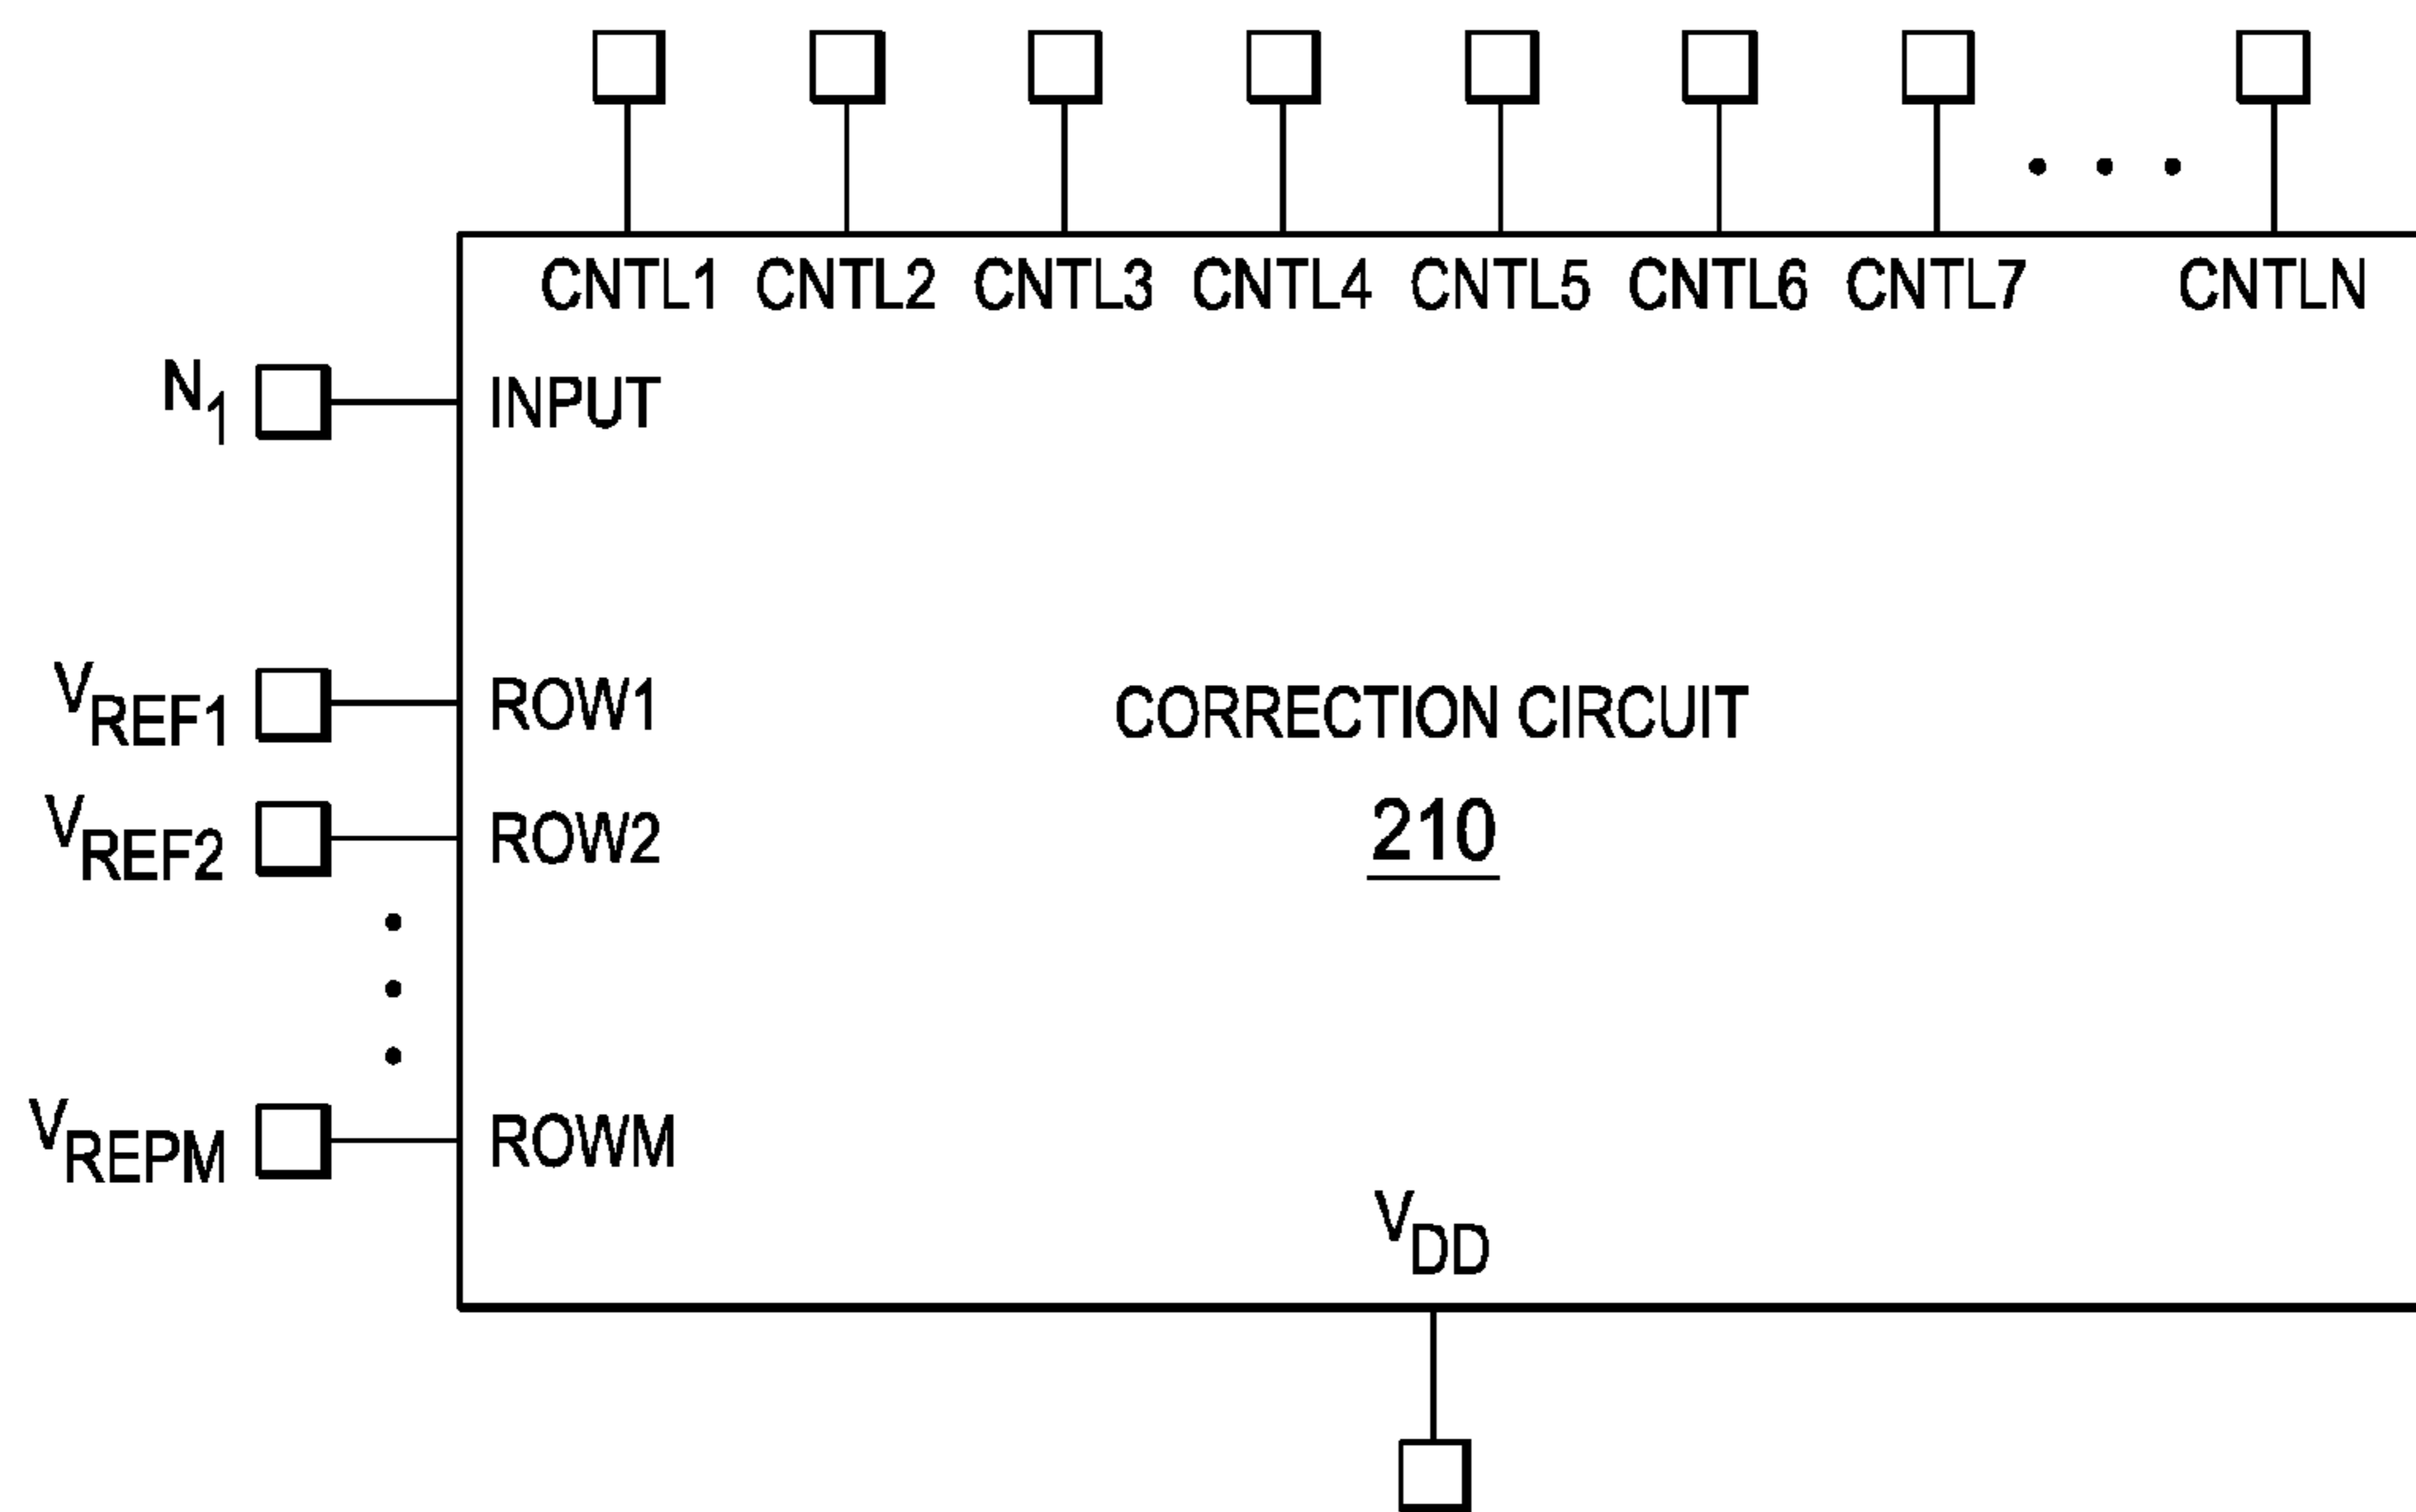 CNTL1 CNTL2 CNTL3 CNTL4 CNTL5 CNTL6 CNTL7 CNTLN
N1 INPUT
VREF1 ROW1
CORRECTION CIRCUIT
VREF2 ROW2
210
VREPM ROWM
VDD